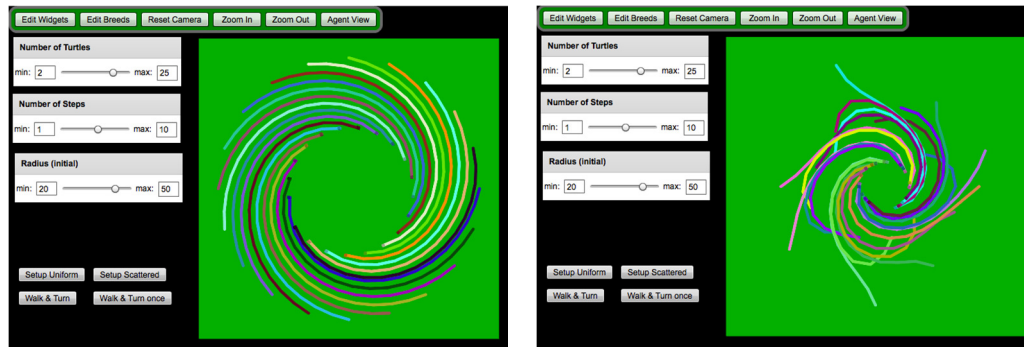 Edit Widgets Edit Breeds Reset Camera Zoom In Zoom Out Agent View
Number of Turtles
min: 2 max: 25
Number of Steps
min: 1 max: 10
Radius (initial)
min: 20 max: 50
Setup Uniform Setup Scattered
Walk & Turn Walk & Turn once
Edit Widgets Edit Breeds Reset Camera Zoom In Zoom Out Agent View
Number of Turtles
min: 2 max: 25
Number of Steps
min: 1 max: 10
Radius (initial)
min: 20 max: 50
Setup Uniform Setup Scattered
Walk & Turn Walk & Turn once